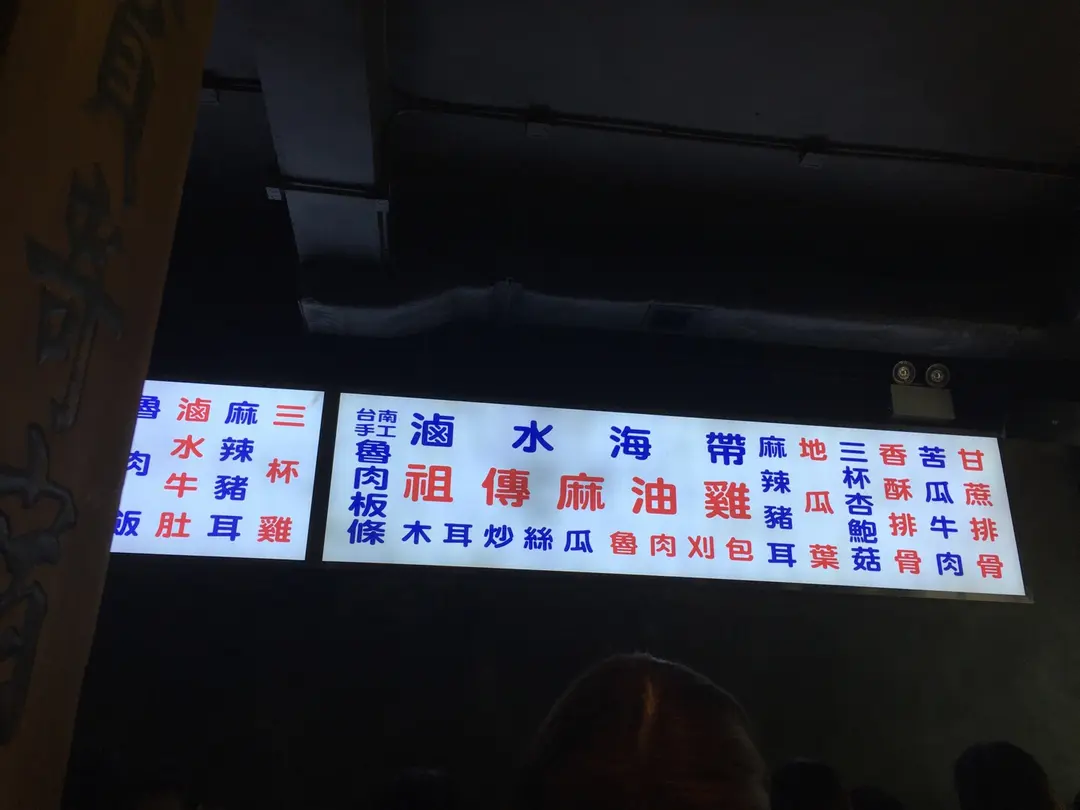 魯肉飯
滷水牛肚
麻辣豬耳
三杯雞
台南手工魯肉板條
滷水海帶
祖傳麻油雞
木耳炒絲瓜
魯肉刈包
麻辣豬耳
地瓜葉
三杯杏鮑菇
香酥排骨
苦瓜牛肉
甘蔗排骨